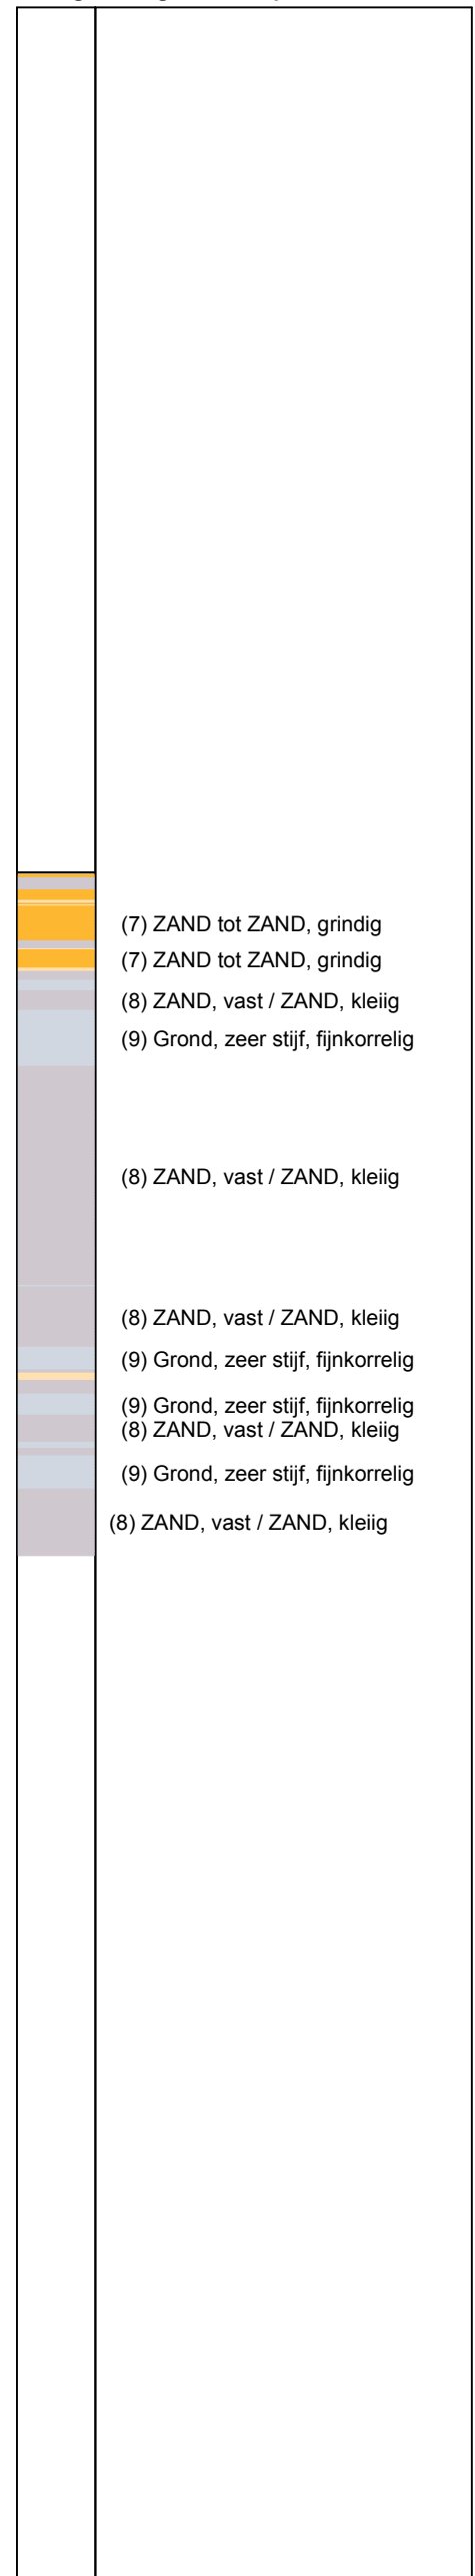 (7) ZAND tot ZAND, grindig
(7) ZAND tot ZAND, grindig
(8) ZAND, vast / ZAND, kleiig
(9) Grond, zeer stijf, fijnkorrelig
(8) ZAND, vast / ZAND, kleiig
(8) ZAND, vast / ZAND, kleiig
(9) Grond, zeer stijf, fijnkorrelig
(9) Grond, zeer stijf, fijnkorrelig
(8) ZAND, vast / ZAND, kleiig
(9) Grond, zeer stijf, fijnkorrelig
(8) ZAND, vast / ZAND, kleiig